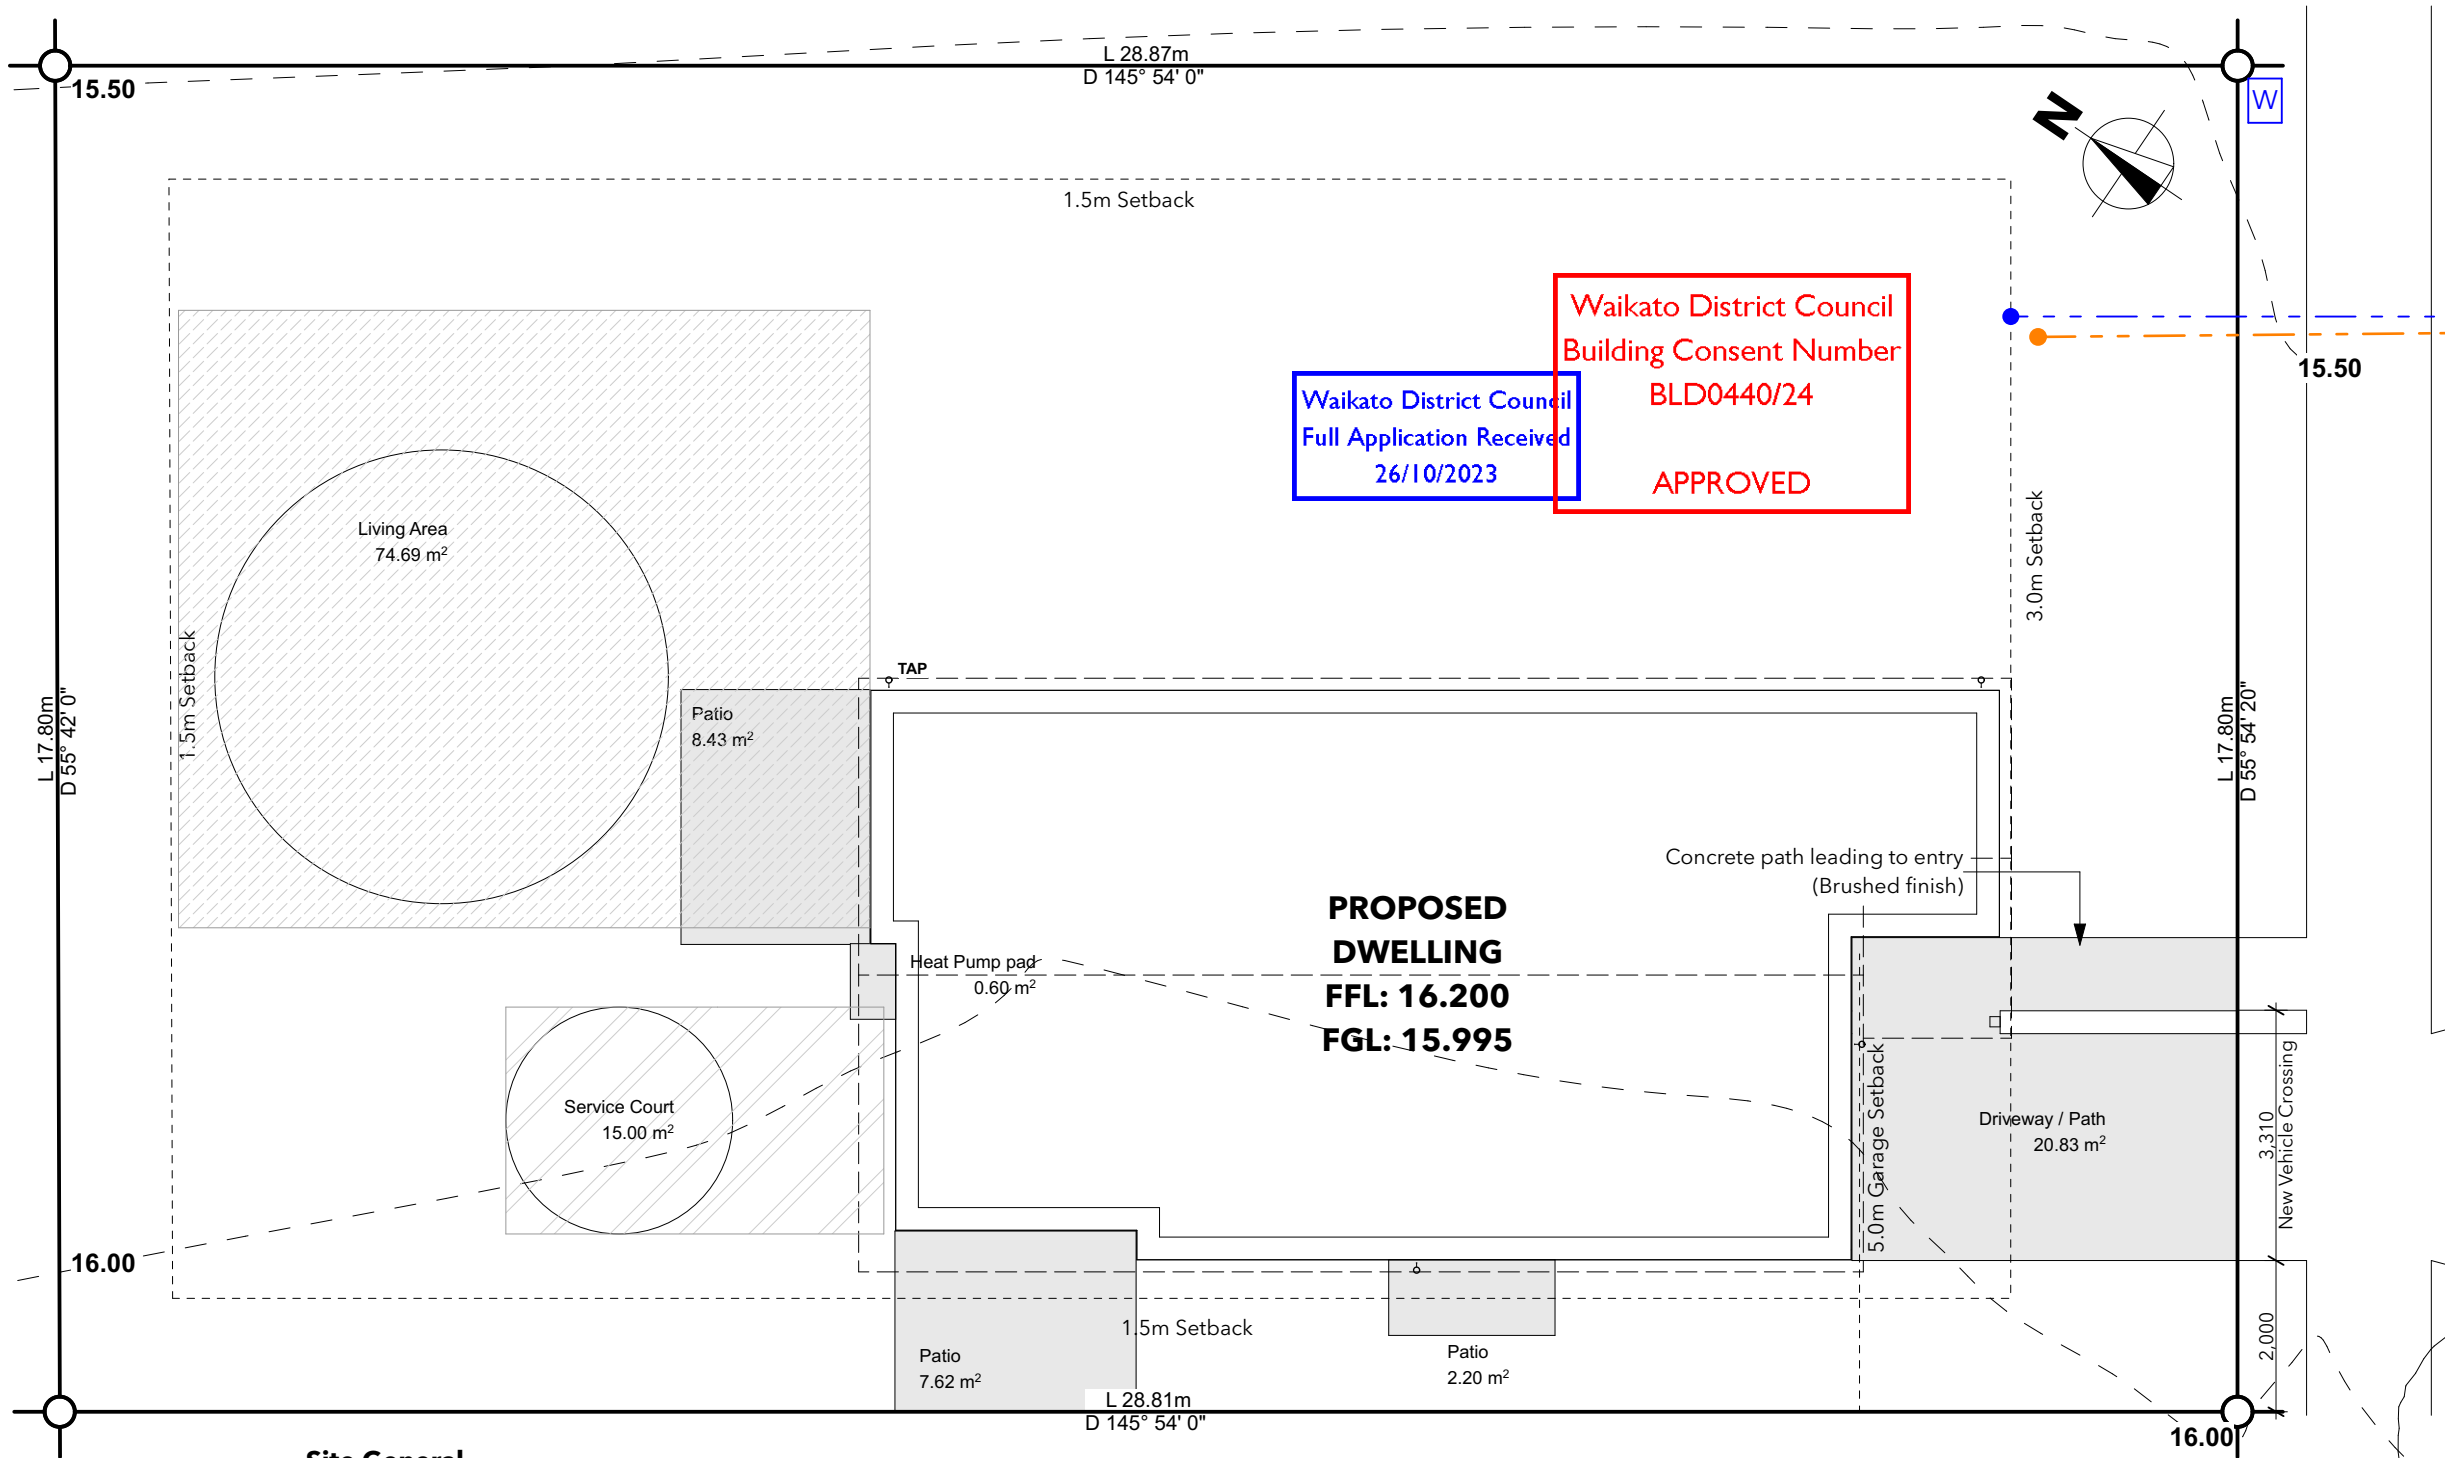 L 28.87m
D 145° 54' 0"
15.50
W
N
1.5m Setback
Waikato District Council
Building Consent Number
BLD0440/24
APPROVED
Waikato District Council
Full Application Received
26/10/2023
15.50
3.0m Setback
Living Area
74.69 m²
1.5m Setback
L 17.80m
D 55° 42' 0"
TAP
Patio
8.43 m²
L 17.80m
D 55° 54' 20"
Concrete path leading to entry
(Brushed finish)
PROPOSED
DWELLING
FFL: 16.200
FGL: 15.995
Heat Pump pad
0.60 m²
Service Court
15.00 m²
5.0m Garage Setback
Driveway / Path
20.83 m²
3,310
New Vehicle Crossing
16.00
2,000
1.5m Setback
Patio
7.62 m²
Patio
2.20 m²
L 28.81m
D 145° 54' 0"
16.00
Site General